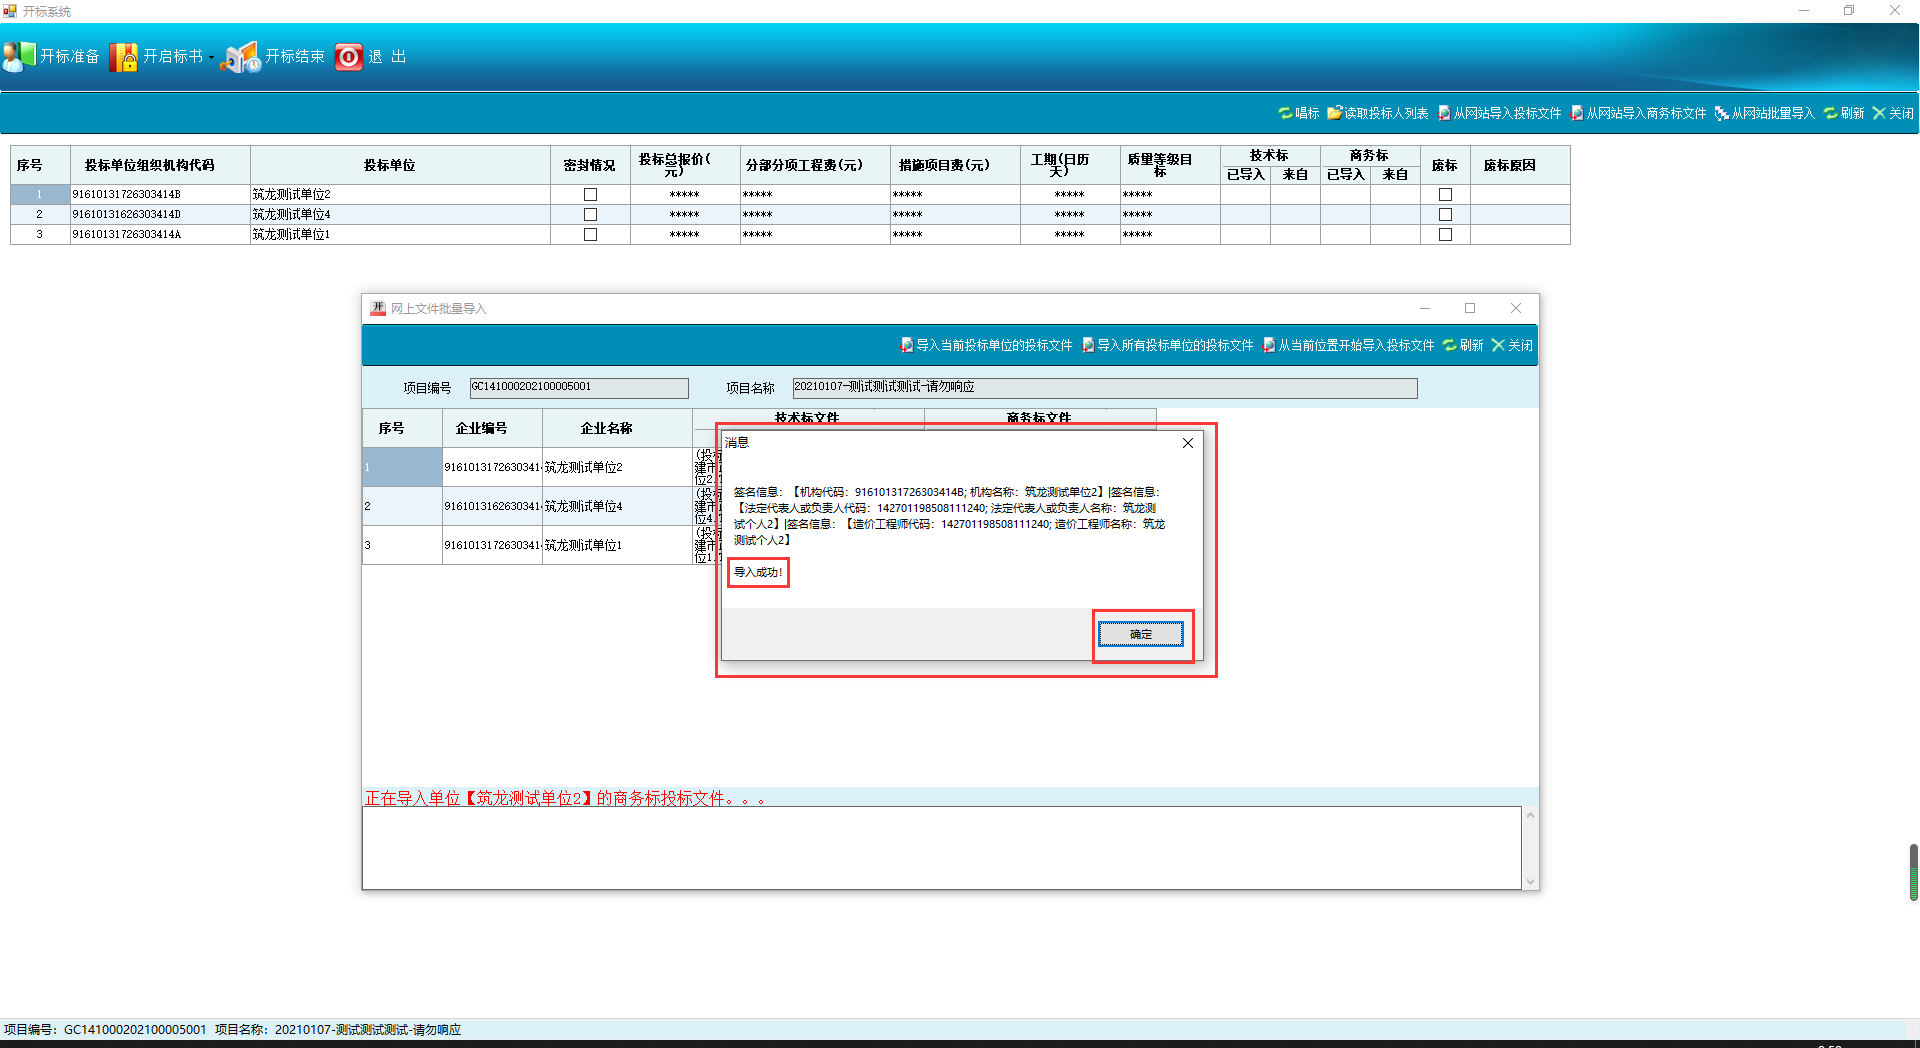 开标系统
开标准备 开启标书 开标结束 退 出
唱标 读取投标人列表 从网站导入投标文件 从网站导入商务标文件 从网站批量导入 刷新 关闭
序号 投标单位组织机构代码 投标单位 密封情况 投标总报价(元) 分部分项工程费(元) 措施项目费(元) 工期(日历天) 质量等级目标 技术标 商务标 废标 废标原因
已导入 来自 已导入 来自
1 91610131726303414B 筑龙测试单位2 ***** ***** ***** ***** *****
2 91610131626303414D 筑龙测试单位4 ***** ***** ***** ***** *****
3 91610131726303414A 筑龙测试单位1 ***** ***** ***** ***** *****
网上文件批量导入
导入当前投标单位的投标文件 导入所有投标单位的投标文件 从当前位置开始导入投标文件 刷新 关闭
项目编号 GC141000202100005001 项目名称 20210107-测试测试测试-请勿响应
序号 企业编号 企业名称 技术标文件 商务标文件
1 9161013172630341 筑龙测试单位2
2 9161013162630341 筑龙测试单位4
3 9161013172630341 筑龙测试单位1
消息
签名信息：【机构代码：91610131726303414B; 机构名称：筑龙测试单位2】|签名信息：
【法定代表人或负责人代码：142701198508111240; 法定代表人或负责人名称：筑龙测
试个人2】|签名信息：【造价工程师代码：142701198508111240; 造价工程师名称：筑龙
测试个人2】
导入成功!
确定
正在导入单位【筑龙测试单位2】的商务标投标文件。。。
项目编号：GC141000202100005001 项目名称：20210107-测试测试测试-请勿响应